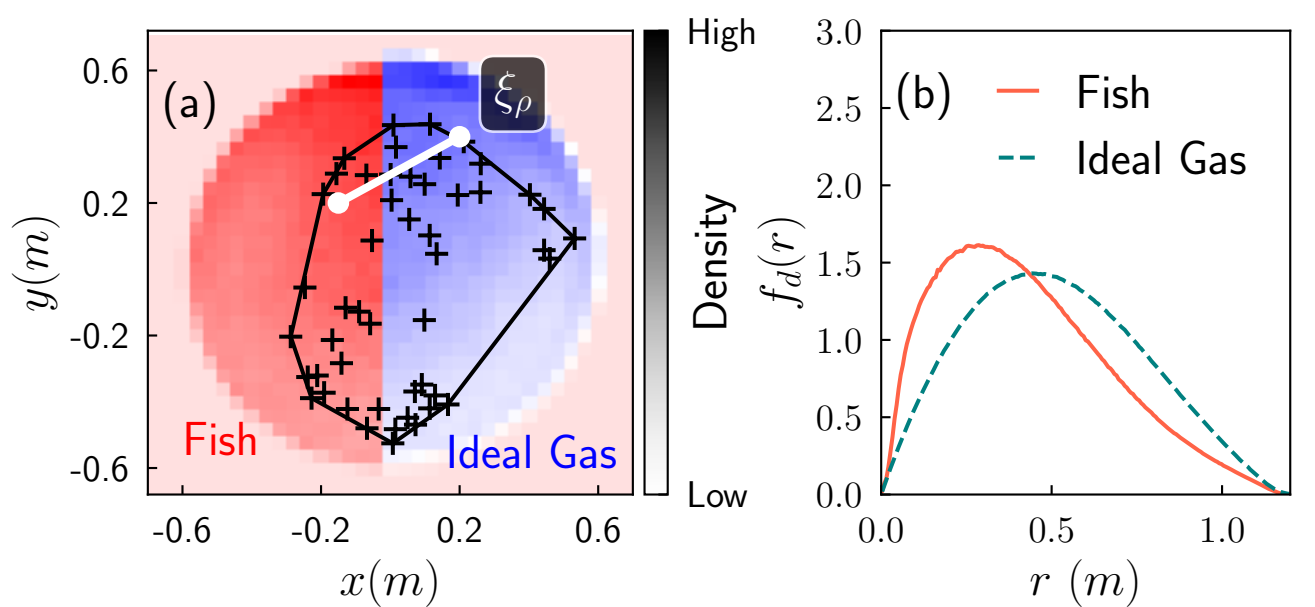 (a)
ξρ
Fish
Ideal Gas
0.6
0.2
-0.2
-0.6
y(m)
-0.6
-0.2
0.2
0.6
x(m)
High
Density
Low
(b)
Fish
Ideal Gas
3.0
2.5
2.0
1.5
1.0
0.5
0.0
f_d(r)
0.0
0.5
1.0
r (m)